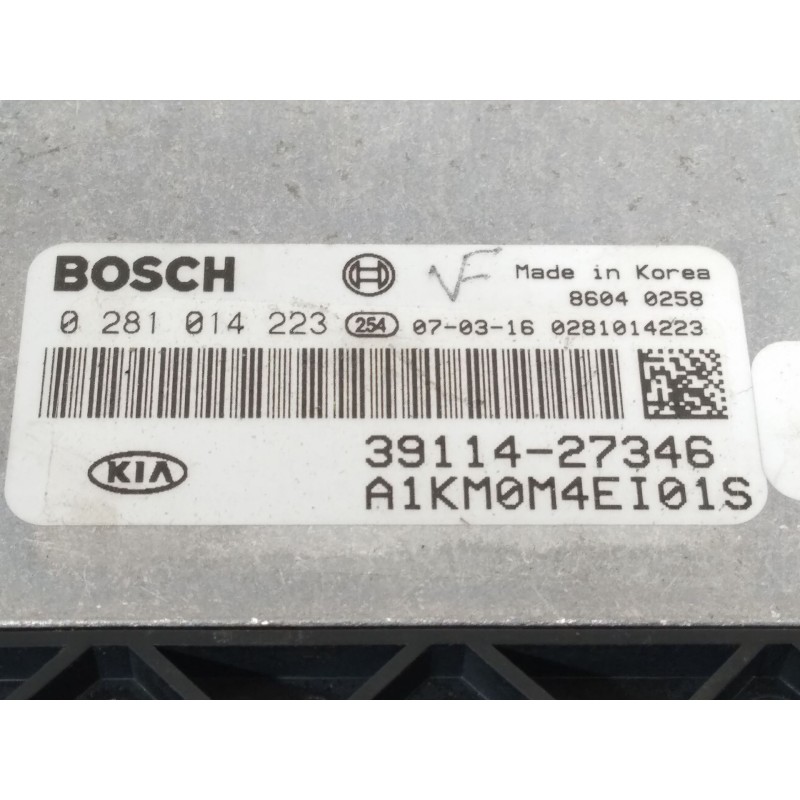 BOSCH
VF
Made in Korea
8604 0258
0 281 014 223 254 07-03-16 0281014223
39114-27346
KIA
A1KM0M4EI01S